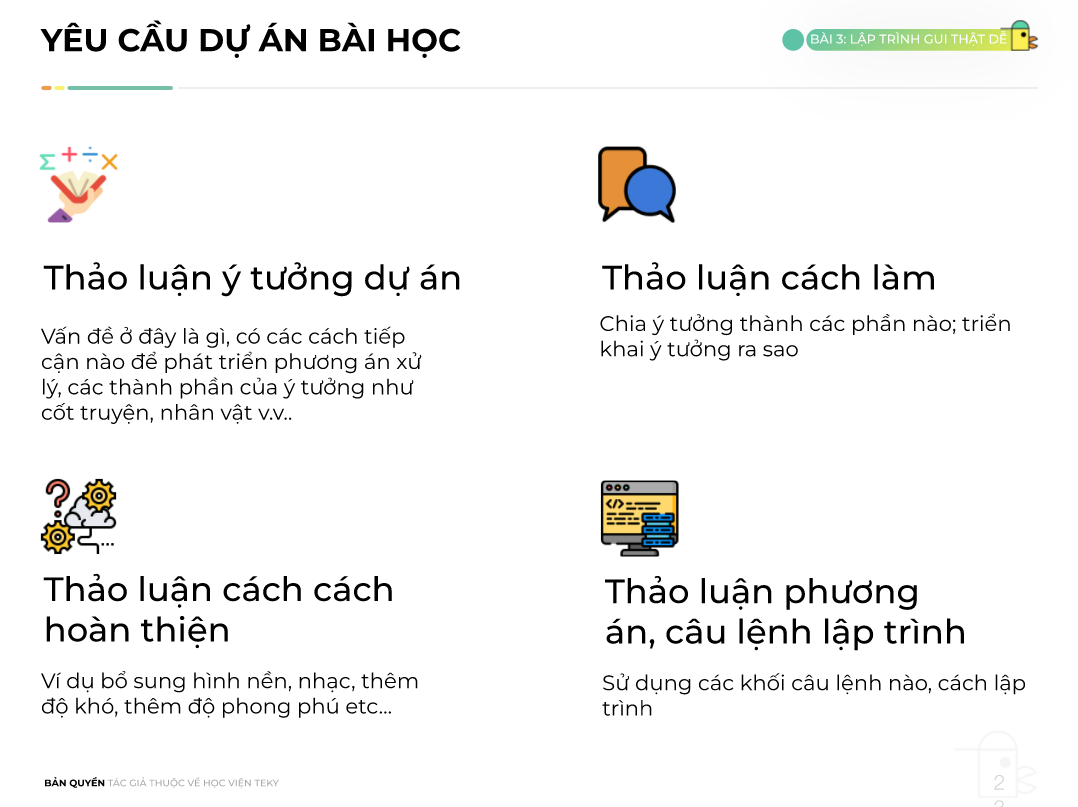 YÊU CẦU DỰ ÁN BÀI HỌC
BÀI 3: LẬP TRÌNH GUI THẬT DỄ
Thảo luận ý tưởng dự án
Vấn đề ở đây là gì, có các cách tiếp
cận nào để phát triển phương án xử
lý, các thành phần của ý tưởng như
cốt truyện, nhân vật v.v..
Thảo luận cách làm
Chia ý tưởng thành các phần nào; triển
khai ý tưởng ra sao
Thảo luận cách cách
hoàn thiện
Ví dụ bổ sung hình nền, nhạc, thêm
độ khó, thêm độ phong phú etc...
Thảo luận phương
án, câu lệnh lập trình
Sử dụng các khối câu lệnh nào, cách lập
trình
BẢN QUYỀN TÁC GIẢ THUỘC VỀ HỌC VIỆN TEKY
2